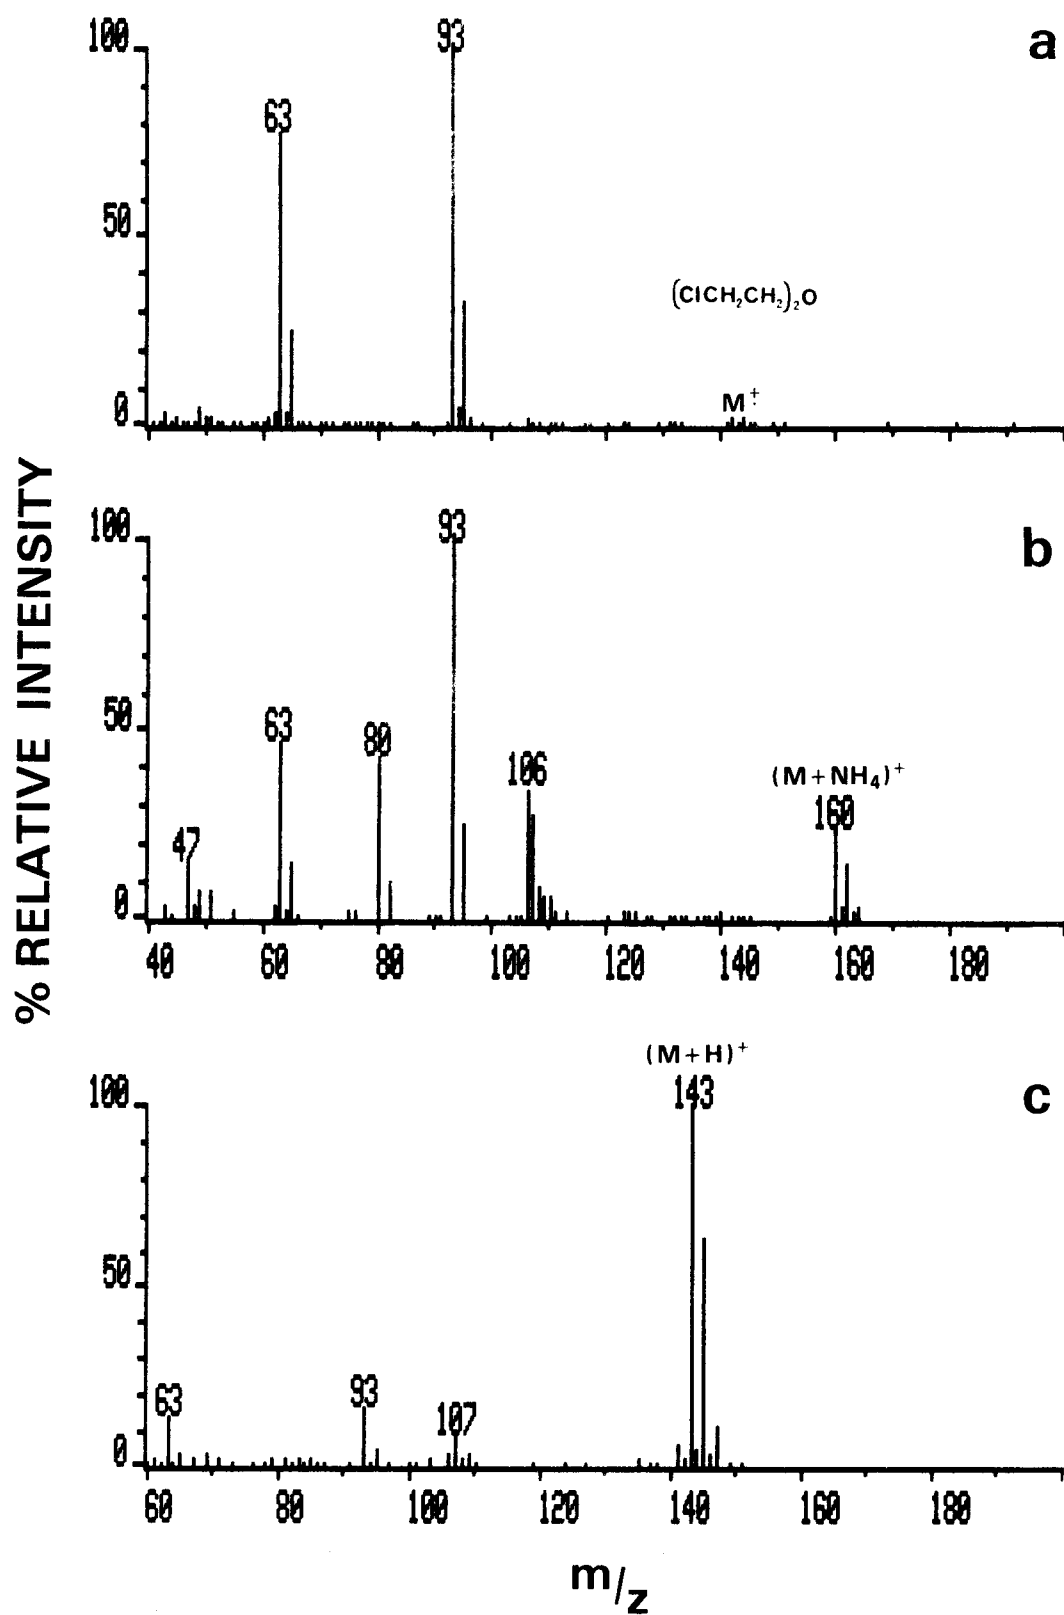 a
100
93
63
50
(ClCH₂CH₂)₂O
M⁺·
0
% RELATIVE INTENSITY
b
100
93
50
63
80
106
(M+NH₄)⁺
160
47
0
40 60 80 100 120 140 160 180
(M+H)⁺
c
100
143
50
63
93
107
0
60 80 100 120 140 160 180
m/z